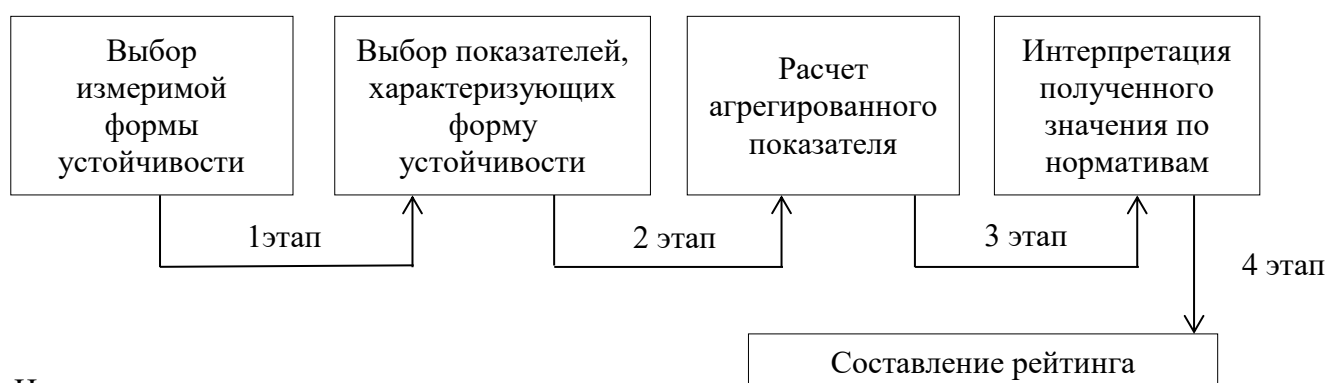 Выбор
измеримой
формы
устойчивости
Выбор показателей,
характеризующих
форму
устойчивости
Расчет
агрегированного
показателя
Интерпретация
полученного
значения по
нормативам
1этап
2 этап
3 этап
4 этап
Составление рейтинга